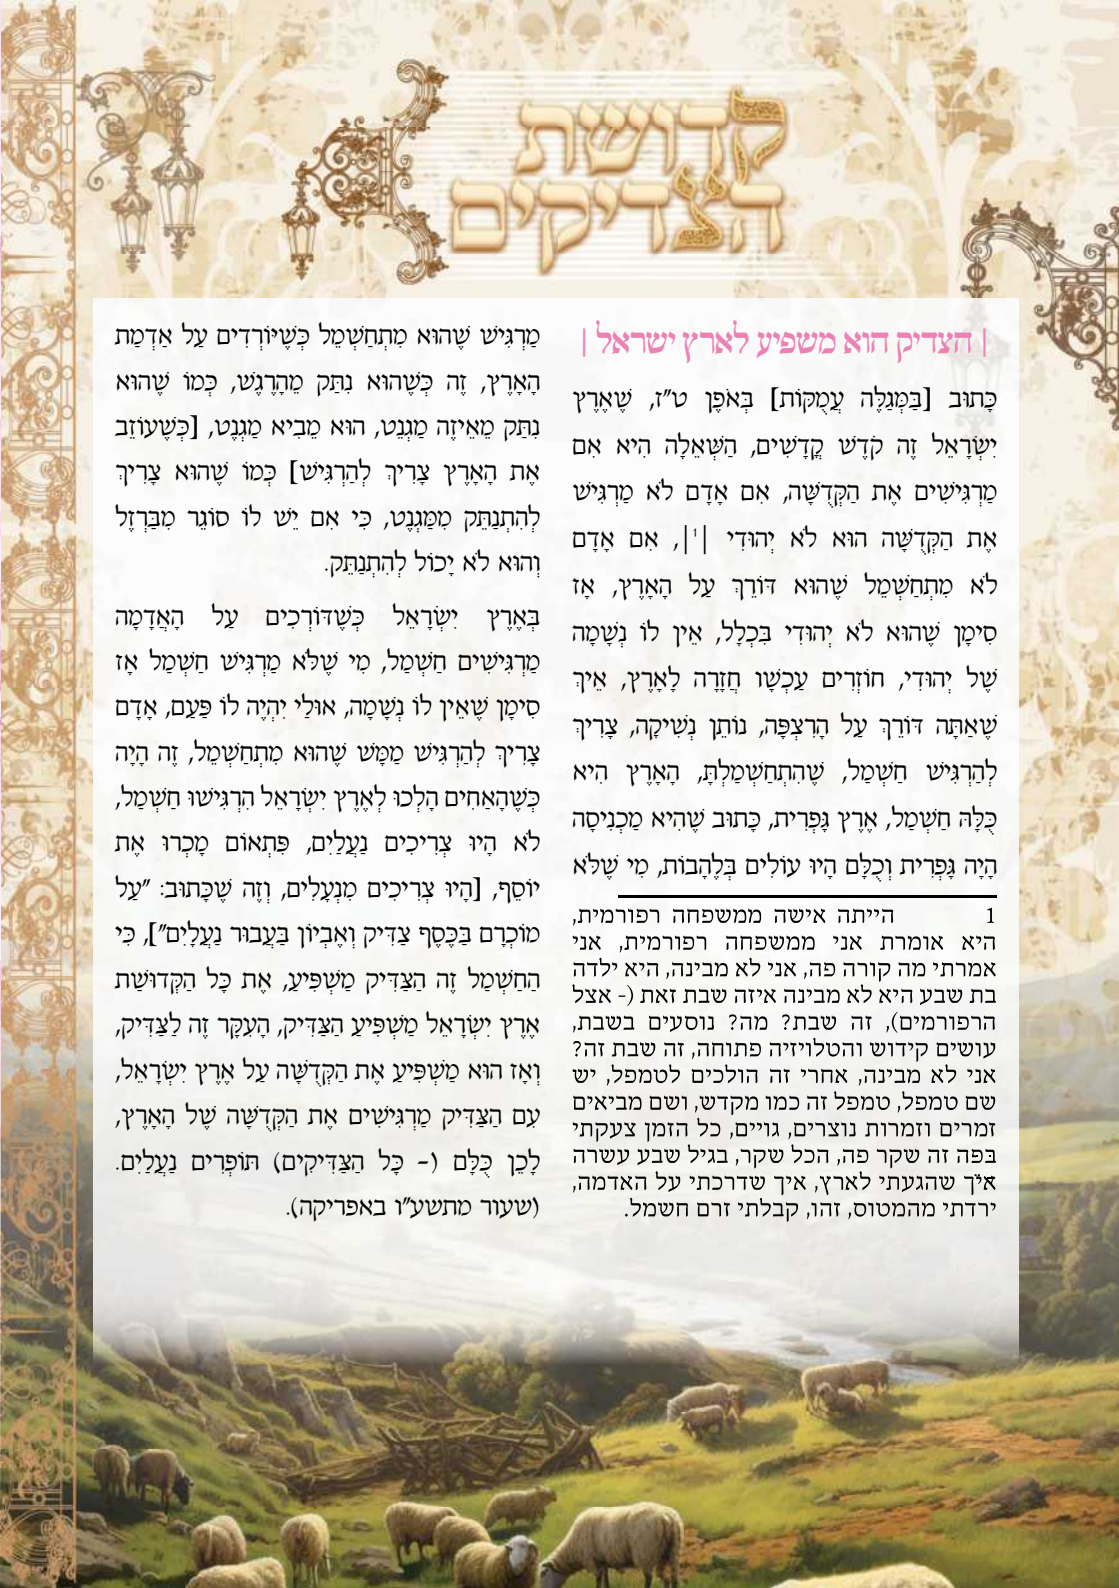 קדושת
הצדיקים
| הצדיק הוא משפיע לארץ ישראל |
כָּתוּב [בַּמְּגַלֶּה עֲמֻקּוֹת] בְּאֹפֶן ט"ז, שֶׁאֶרֶץ
יִשְׂרָאֵל זֶה קֹדֶשׁ קֳדָשִׁים, הַשְּׁאֵלָה הִיא אִם
מַרְגִּישִׁים אֶת הַקְּדֻשָּׁה, אִם אָדָם לֹא מַרְגִּישׁ
אֶת הַקְּדֻשָּׁה הוּא לֹא יְהוּדִי |1|, אִם אָדָם
לֹא מִתְחַשְׁמֵל שֶׁהוּא דּוֹרֵךְ עַל הָאָרֶץ, אָז
סִימָן שֶׁהוּא לֹא יְהוּדִי בִּכְלָל, אֵין לוֹ נְשָׁמָה
שֶׁל יְהוּדִי, חוֹזְרִים עַכְשָׁו חֲזָרָה לָאָרֶץ, אֵיךְ
שֶׁאַתָּה דּוֹרֵךְ עַל הָרִצְפָּה, נוֹתֵן נְשִׁיקָה, צָרִיךְ
לְהַרְגִּישׁ חַשְׁמַל, שֶׁהִתְחַשְׁמַלְתָּ, הָאָרֶץ הִיא
כֻּלָּהּ חַשְׁמַל, אֶרֶץ גָּפְרִית, כָּתוּב שֶׁהִיא מַכְנִיסָה
הָיָה גָּפְרִית וְכֻלָּם הָיוּ עוֹלִים בְּלֶהָבוֹת, מִי שֶׁלֹּא
1 הייתה אישה ממשפחה רפורמית,
היא אומרת אני ממשפחה רפורמית, אני
אמרתי מה קורה פה, אני לא מבינה, היא ילדה
בת שבע היא לא מבינה איזה שבת זאת (- אצל
הרפורמים), זה שבת? מה? נוסעים בשבת,
עושים קידוש והטלויזיה פתוחה, זה שבת זה?
אני לא מבינה, אחרי זה הולכים לטמפל, יש
שם טמפל, טמפל זה כמו מקדש, ושם מביאים
זמרים וזמרות נוצרים, גויים, כל הזמן צעקתי
בפה זה שקר פה, הכל שקר, בגיל שבע עשרה
איך שהגעתי לארץ, איך שדרכתי על האדמה,
ירדתי מהמטוס, זהו, קבלתי זרם חשמל.
מַרְגִּישׁ שֶׁהוּא מִתְחַשְׁמֵל כְּשֶׁיּוֹרְדִים עַל אַדְמַת
הָאָרֶץ, זֶה כְּשֶׁהוּא נִתַּק מֵהָרֶגֶשׁ, כְּמוֹ שֶׁהוּא
נִתַּק מֵאֵיזֶה מַגְנֵט, הוּא מֵבִיא מַגְנֶט, [כְּשֶׁעוֹזֵב
אֶת הָאָרֶץ צָרִיךְ לְהַרְגִּישׁ] כְּמוֹ שֶׁהוּא צָרִיךְ
לְהִתְנַתֵּק מִמַּגְנֶט, כִּי אִם יֵשׁ לוֹ סוֹגֵר מִבַּרְזֶל
וְהוּא לֹא יָכוֹל לְהִתְנַתֵּק.
בְּאֶרֶץ יִשְׂרָאֵל כְּשֶׁדּוֹרְכִים עַל הָאֲדָמָה
מַרְגִּישִׁים חַשְׁמַל, מִי שֶׁלֹּא מַרְגִּישׁ חַשְׁמַל אָז
סִימָן שֶׁאֵין לוֹ נְשָׁמָה, אוּלַי יִהְיֶה לוֹ פַּעַם, אָדָם
צָרִיךְ לְהַרְגִּישׁ מַמָּשׁ שֶׁהוּא מִתְחַשְׁמֵל, זֶה הָיָה
כְּשֶׁהָאַחִים הָלְכוּ לְאֶרֶץ יִשְׂרָאֵל הִרְגִּישׁוּ חַשְׁמַל,
לֹא הָיוּ צְרִיכִים נַעֲלַיִם, פִּתְאוֹם מָכְרוּ אֶת
יוֹסֵף, [הָיוּ צְרִיכִים מִנְעָלִים, וְזֶה שֶׁכָּתוּב: "עַל
מוֹכְרָם בַּכֶּסֶף צַדִּיק וְאֶבְיוֹן בַּעֲבוּר נַעֲלָיִם"], כִּי
הַחַשְׁמַל זֶה הַצַּדִּיק מַשְׁפִּיעַ, אֶת כָּל הַקְּדוּשַּׁת
אֶרֶץ יִשְׂרָאֵל מַשְׁפִּיעַ הַצַּדִּיק, הָעִקָּר זֶה לַצַּדִּיק,
וְאָז הוּא מַשְׁפִּיעַ אֶת הַקְּדֻשָּׁה עַל אֶרֶץ יִשְׂרָאֵל,
עִם הַצַּדִּיק מַרְגִּישִׁים אֶת הַקְּדֻשָּׁה שֶׁל הָאָרֶץ,
לָכֵן כֻּלָּם (- כָּל הַצַּדִּיקִים) תּוֹפְרִים נַעֲלַיִם.
(שעור מתשע"ו באפריקה).